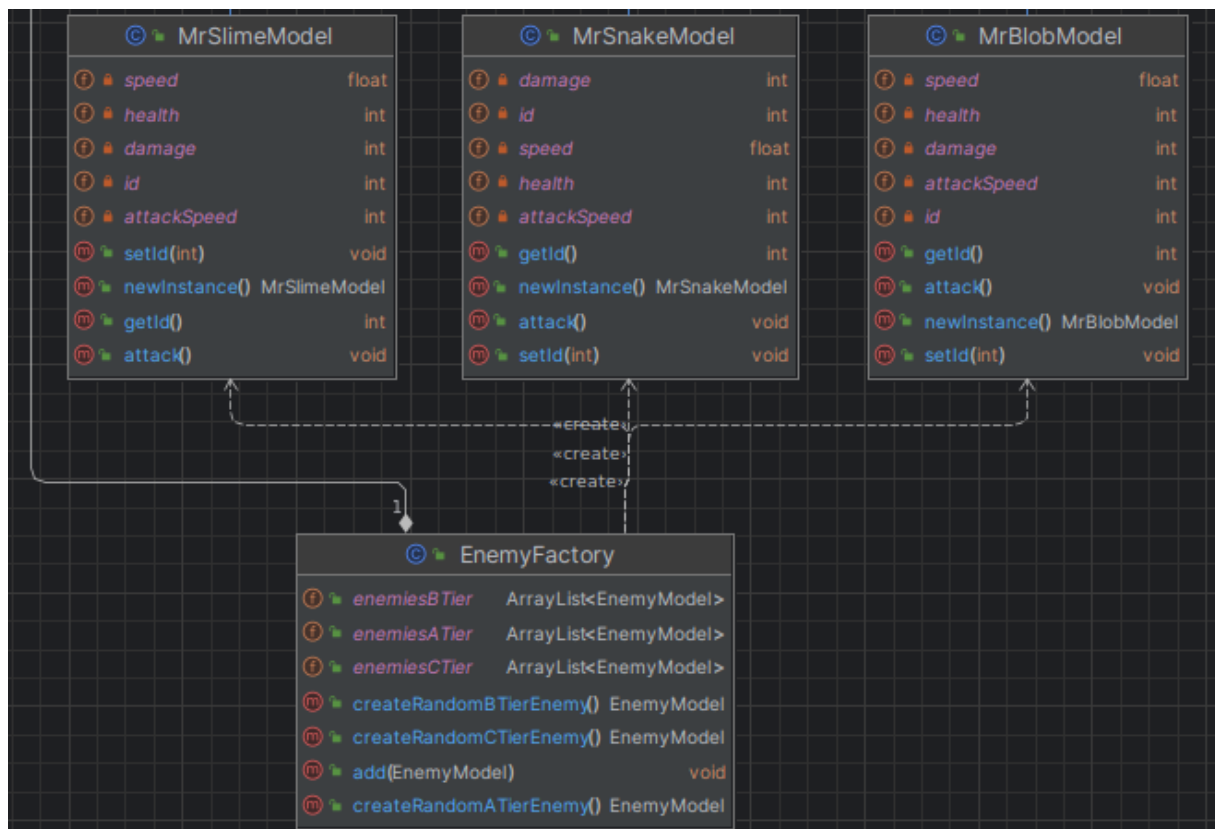 MrSlimeModel
speed float
health int
damage int
id int
attackSpeed int
setId(int) void
newInstance() MrSlimeModel
getId() int
attack() void
MrSnakeModel
damage int
id int
speed float
health int
attackSpeed int
getId() int
newInstance() MrSnakeModel
attack() void
setId(int) void
MrBlobModel
speed float
health int
damage int
attackSpeed int
id int
getId() int
attack() void
newInstance() MrBlobModel
setId(int) void
«create»
«create»
«create»
1
EnemyFactory
enemiesBTier ArrayList<EnemyModel>
enemiesATier ArrayList<EnemyModel>
enemiesCTier ArrayList<EnemyModel>
createRandomBTierEnemy() EnemyModel
createRandomCTierEnemy() EnemyModel
add(EnemyModel) void
createRandomATierEnemy() EnemyModel